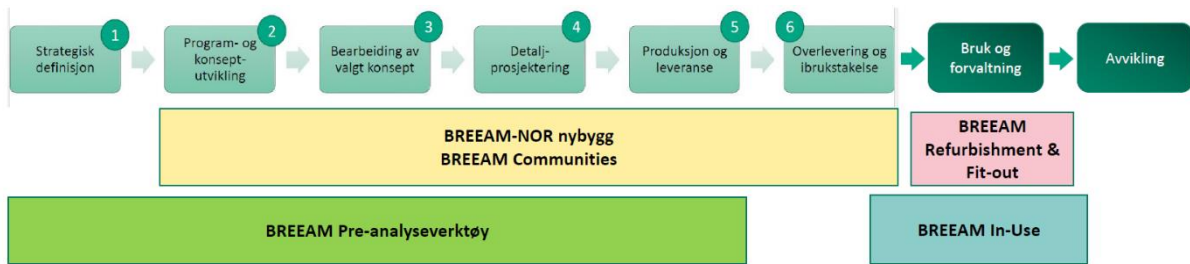 1
Strategisk
definisjon
2
Program- og
konsept-
utvikling
3
Bearbeiding av
valgt konsept
4
Detalj-
prosjektering
5
Produksjon og
leveranse
6
Overlevering og
ibrukstakelse
Bruk og
forvaltning
Avvikling
BREEAM-NOR nybygg
BREEAM Communities
BREEAM
Refurbishment &
Fit-out
BREEAM Pre-analyseverktøy
BREEAM In-Use